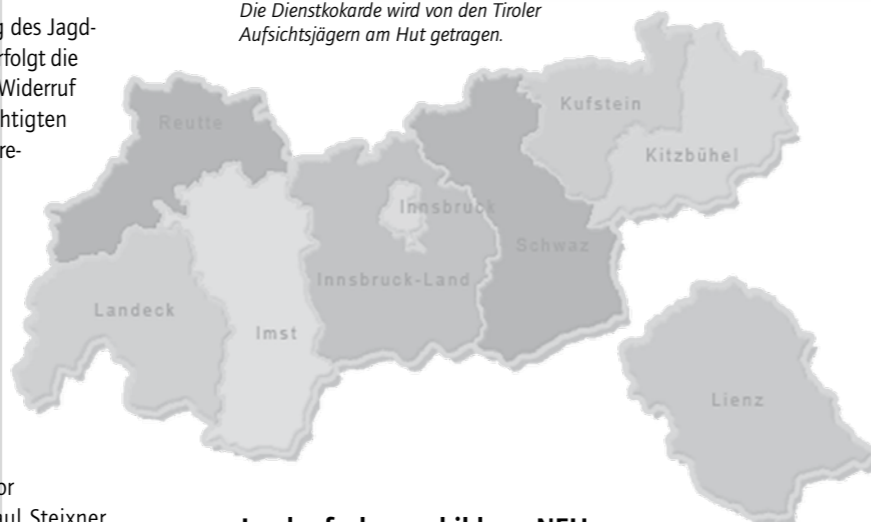 Die Dienstkokarde wird von den Tiroler
Aufsichtsjägern am Hut getragen.
des Jagd-
rfolgt die
Widerruf
htigten
re-
Reutte
Kufstein
Kitzbühel
Innsbruck
Schwaz
Innsbruck-Land
Landeck
Imst
Lienz
or
Steixner